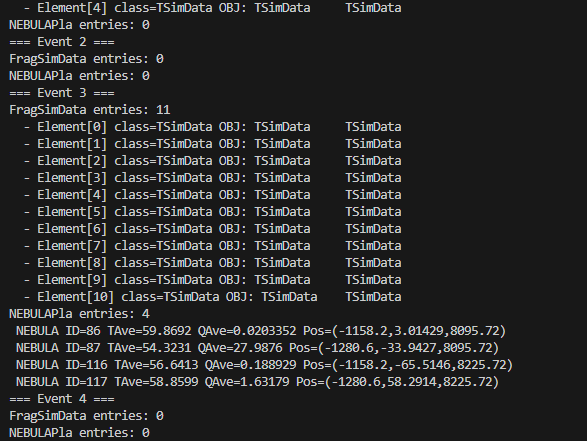 - Element[4] class=TSimData OBJ: TSimData     TSimData
NEBULAPla entries: 0
=== Event 2 ===
FragSimData entries: 0
NEBULAPla entries: 0
=== Event 3 ===
FragSimData entries: 11
  - Element[0] class=TSimData OBJ: TSimData     TSimData
  - Element[1] class=TSimData OBJ: TSimData     TSimData
  - Element[2] class=TSimData OBJ: TSimData     TSimData
  - Element[3] class=TSimData OBJ: TSimData     TSimData
  - Element[4] class=TSimData OBJ: TSimData     TSimData
  - Element[5] class=TSimData OBJ: TSimData     TSimData
  - Element[6] class=TSimData OBJ: TSimData     TSimData
  - Element[7] class=TSimData OBJ: TSimData     TSimData
  - Element[8] class=TSimData OBJ: TSimData     TSimData
  - Element[9] class=TSimData OBJ: TSimData     TSimData
  - Element[10] class=TSimData OBJ: TSimData    TSimData
NEBULAPla entries: 4
 NEBULA ID=86 TAve=59.8692 QAve=0.0203352 Pos=(-1158.2,3.01429,8095.72)
 NEBULA ID=87 TAve=54.3231 QAve=27.9876 Pos=(-1280.6,-33.9427,8095.72)
 NEBULA ID=116 TAve=56.6413 QAve=0.188929 Pos=(-1158.2,-65.5146,8225.72)
 NEBULA ID=117 TAve=58.8599 QAve=1.63179 Pos=(-1280.6,58.2914,8225.72)
=== Event 4 ===
FragSimData entries: 0
NEBULAPla entries: 0